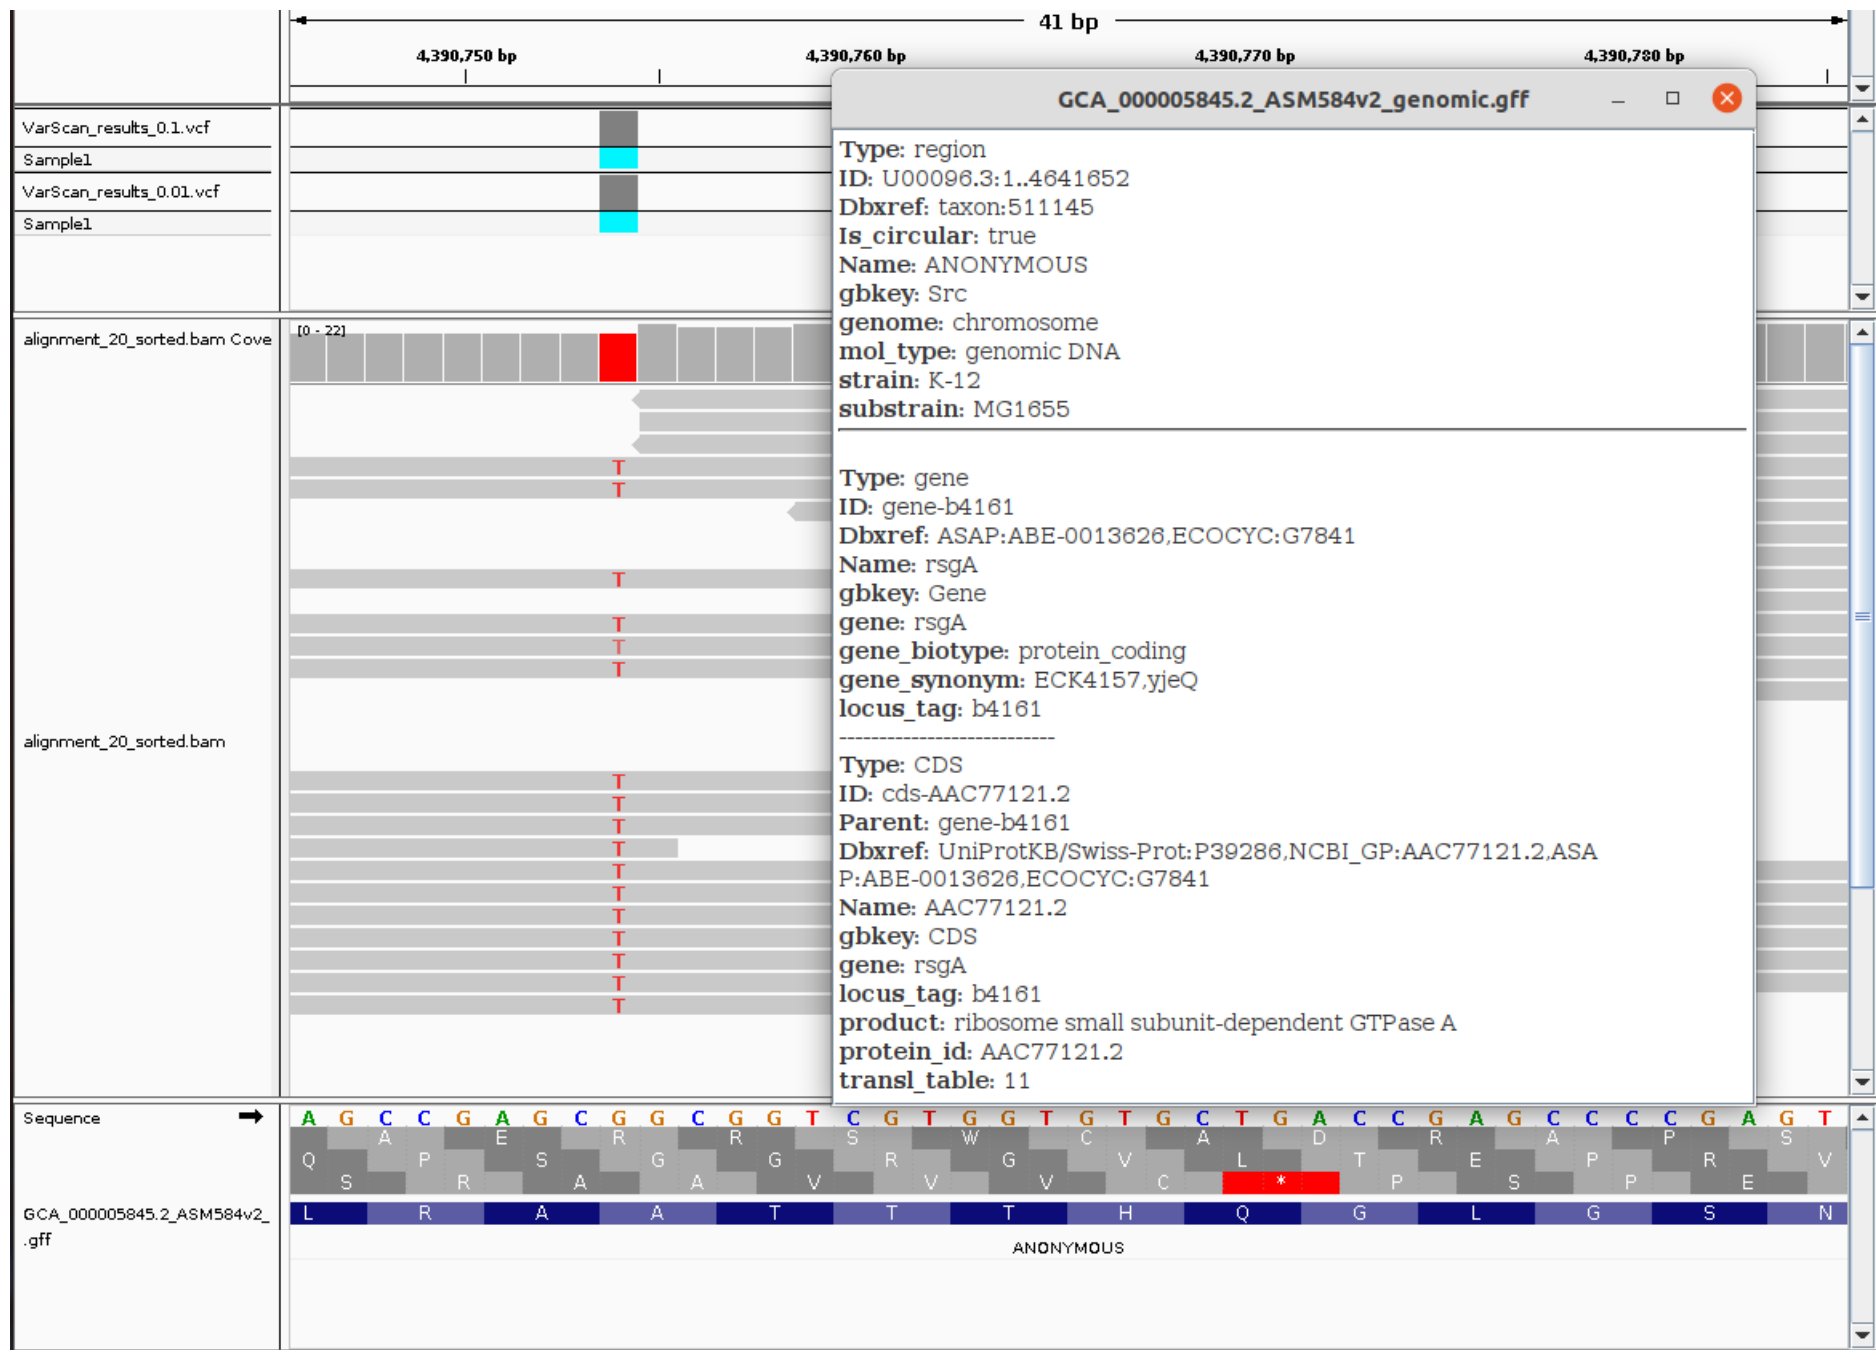 41 bp
4,390,750 bp 4,390,760 bp 4,390,770 bp 4,390,780 bp
GCA_000005845.2_ASM584v2_genomic.gff
VarScan_results_0.1.vcf
Sample1
VarScan_results_0.01.vcf
Sample1
alignment_20_sorted.bam Cove
[0 - 22]
T
T
T
T
T
T
alignment_20_sorted.bam
T
T
T
T
T
T
T
T
T
T
T
Type: region
ID: U00096.3:1..4641652
Dbxref: taxon:511145
Is_circular: true
Name: ANONYMOUS
gbkey: Src
genome: chromosome
mol_type: genomic DNA
strain: K-12
substrain: MG1655
Type: gene
ID: gene-b4161
Dbxref: ASAP:ABE-0013626,ECOCYC:G7841
Name: rsgA
gbkey: Gene
gene: rsgA
gene_biotype: protein_coding
gene_synonym: ECK4157,yjeQ
locus_tag: b4161
---------------------------
Type: CDS
ID: cds-AAC77121.2
Parent: gene-b4161
Dbxref: UniProtKB/Swiss-Prot:P39286,NCBI_GP:AAC77121.2,ASA
P:ABE-0013626,ECOCYC:G7841
Name: AAC77121.2
gbkey: CDS
gene: rsgA
locus_tag: b4161
product: ribosome small subunit-dependent GTPase A
protein_id: AAC77121.2
transl_table: 11
Sequence
A G C C G A G C G G C G G T C G T G G T G T G C T G A C C G A G C C C C G A G T
A E R R S W C A D R A P S
Q P S G G R G V L T E P R V
S R A A V V V C * P S P E
GCA_000005845.2_ASM584v2_
.gff
L R A A T T T H Q G L G S N
ANONYMOUS